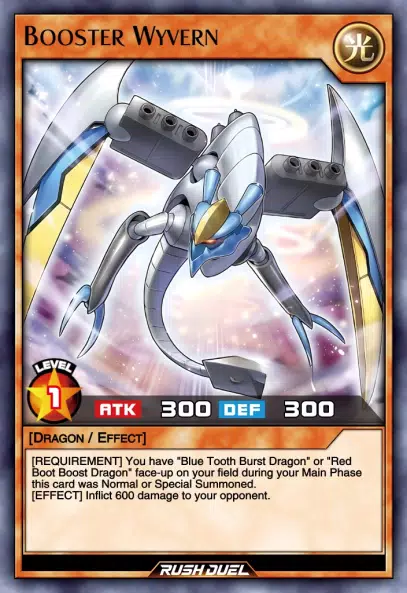 Booster Wyvern
光
LEVEL
1
ATK 300 DEF 300
[Dragon / Effect]
[REQUIREMENT] You have "Blue Tooth Burst Dragon" or "Red
Boot Boost Dragon" face-up on your field during your Main Phase
this card was Normal or Special Summoned.
[EFFECT] Inflict 600 damage to your opponent.
RUSH DUEL